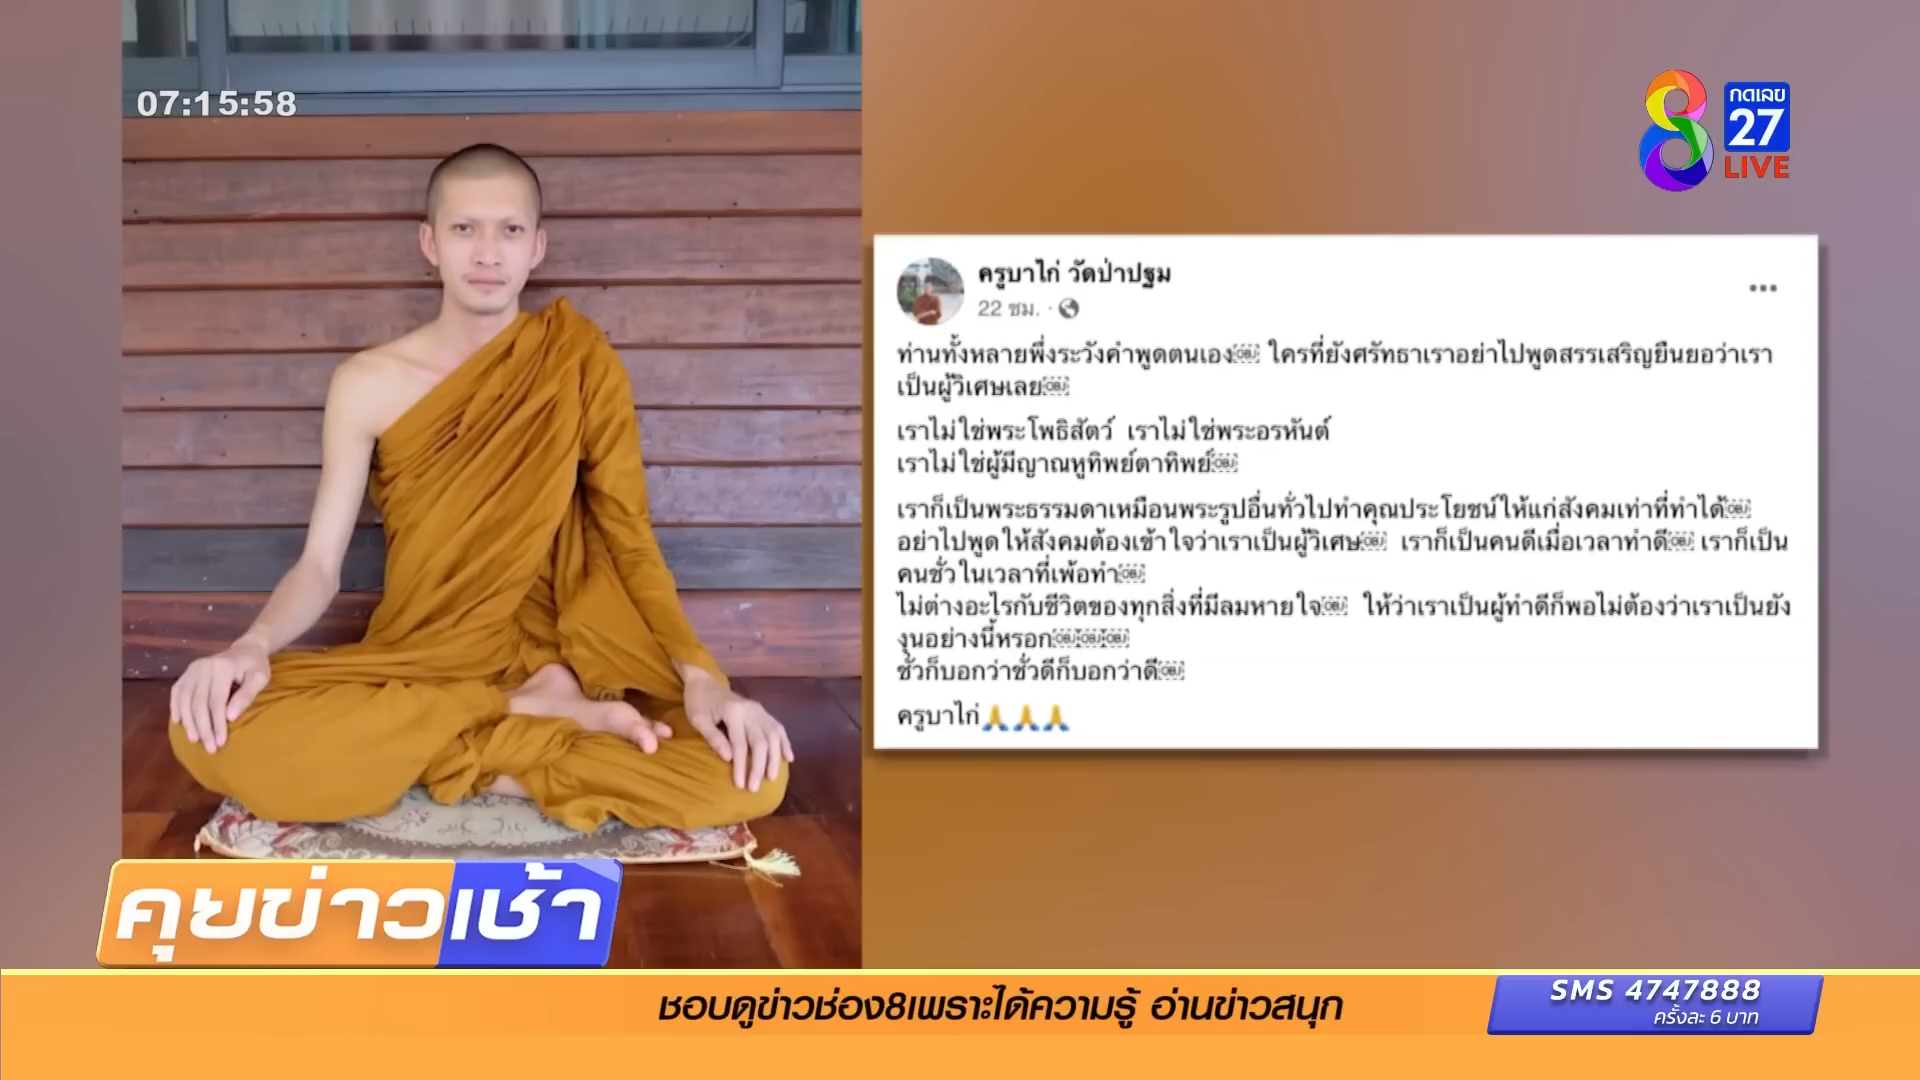 07:15:58
8
กดเลข
27
LIVE
ครูบาไก่ วัดป่าปฐม
22 ชม.
ท่านทั้งหลายพึ่งระวังคำพูดตนเอง ใครที่ยังศรัทธาเราอย่าไปพูดสรรเสริญยืนยอว่าเรา
เป็นผู้วิเศษเลย
เราไม่ใช่พระโพธิสัตว์ เราไม่ใช่พระอรหันต์
เราไม่ใช่ผู้มีญาณหูทิพย์ตาทิพย์
เราก็เป็นพระธรรมดาเหมือนพระรูปอื่นทั่วไปทำคุณประโยชน์ให้แก่สังคมเท่าที่ทำได้
อย่าไปพูดให้สังคมต้องเข้าใจว่าเราเป็นผู้วิเศษ เราก็เป็นคนดีเมื่อเวลาทำดี เราก็เป็น
คนชั่วในเวลาที่เพ้อทำ
ไม่ต่างอะไรกับชีวิตของทุกสิ่งที่มีลมหายใจ ให้ว่าเราเป็นผู้ทำดีก็พอไม่ต้องว่าเราเป็นยัง
งุนอย่างนี้หรอก
ชั่วก็บอกว่าชั่วดีก็บอกว่าดี
ครูบาไก่🙏🙏🙏
คุยข่าวเช้า
ชอบดูข่าวช่อง8เพราะได้ความรู้ อ่านข่าวสนุก
SMS 4747888
ครั้งละ 6 บาท